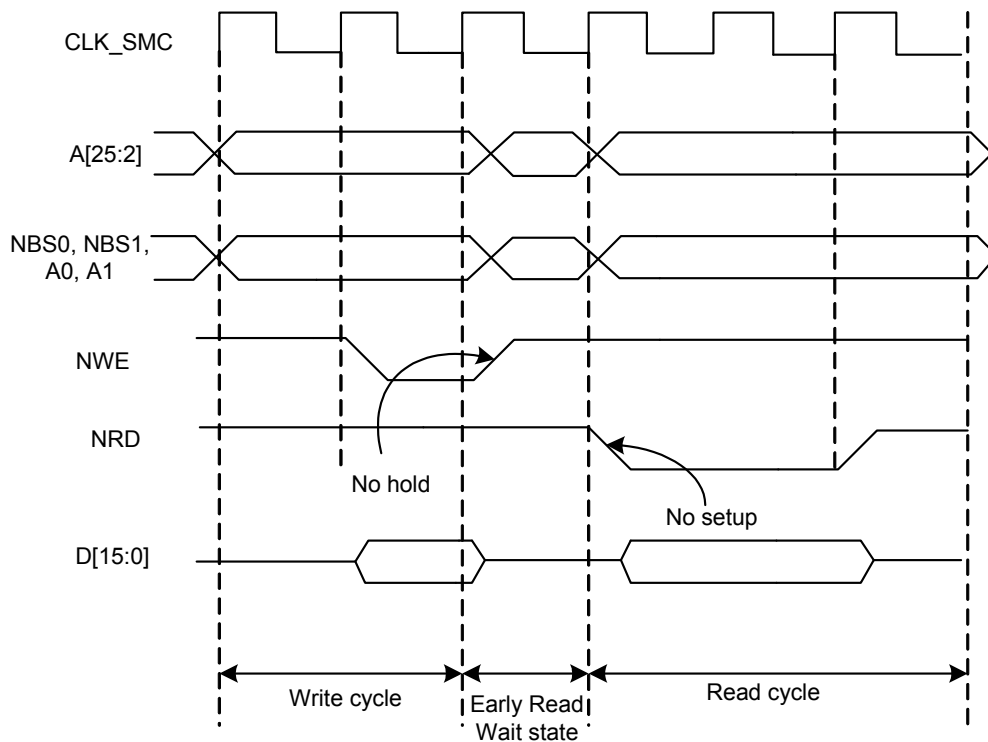 CLK_SMC
A[25:2]
NBS0, NBS1,
A0, A1
NWE
NRD
No hold
No setup
D[15:0]
Write cycle
Early Read
Wait state
Read cycle